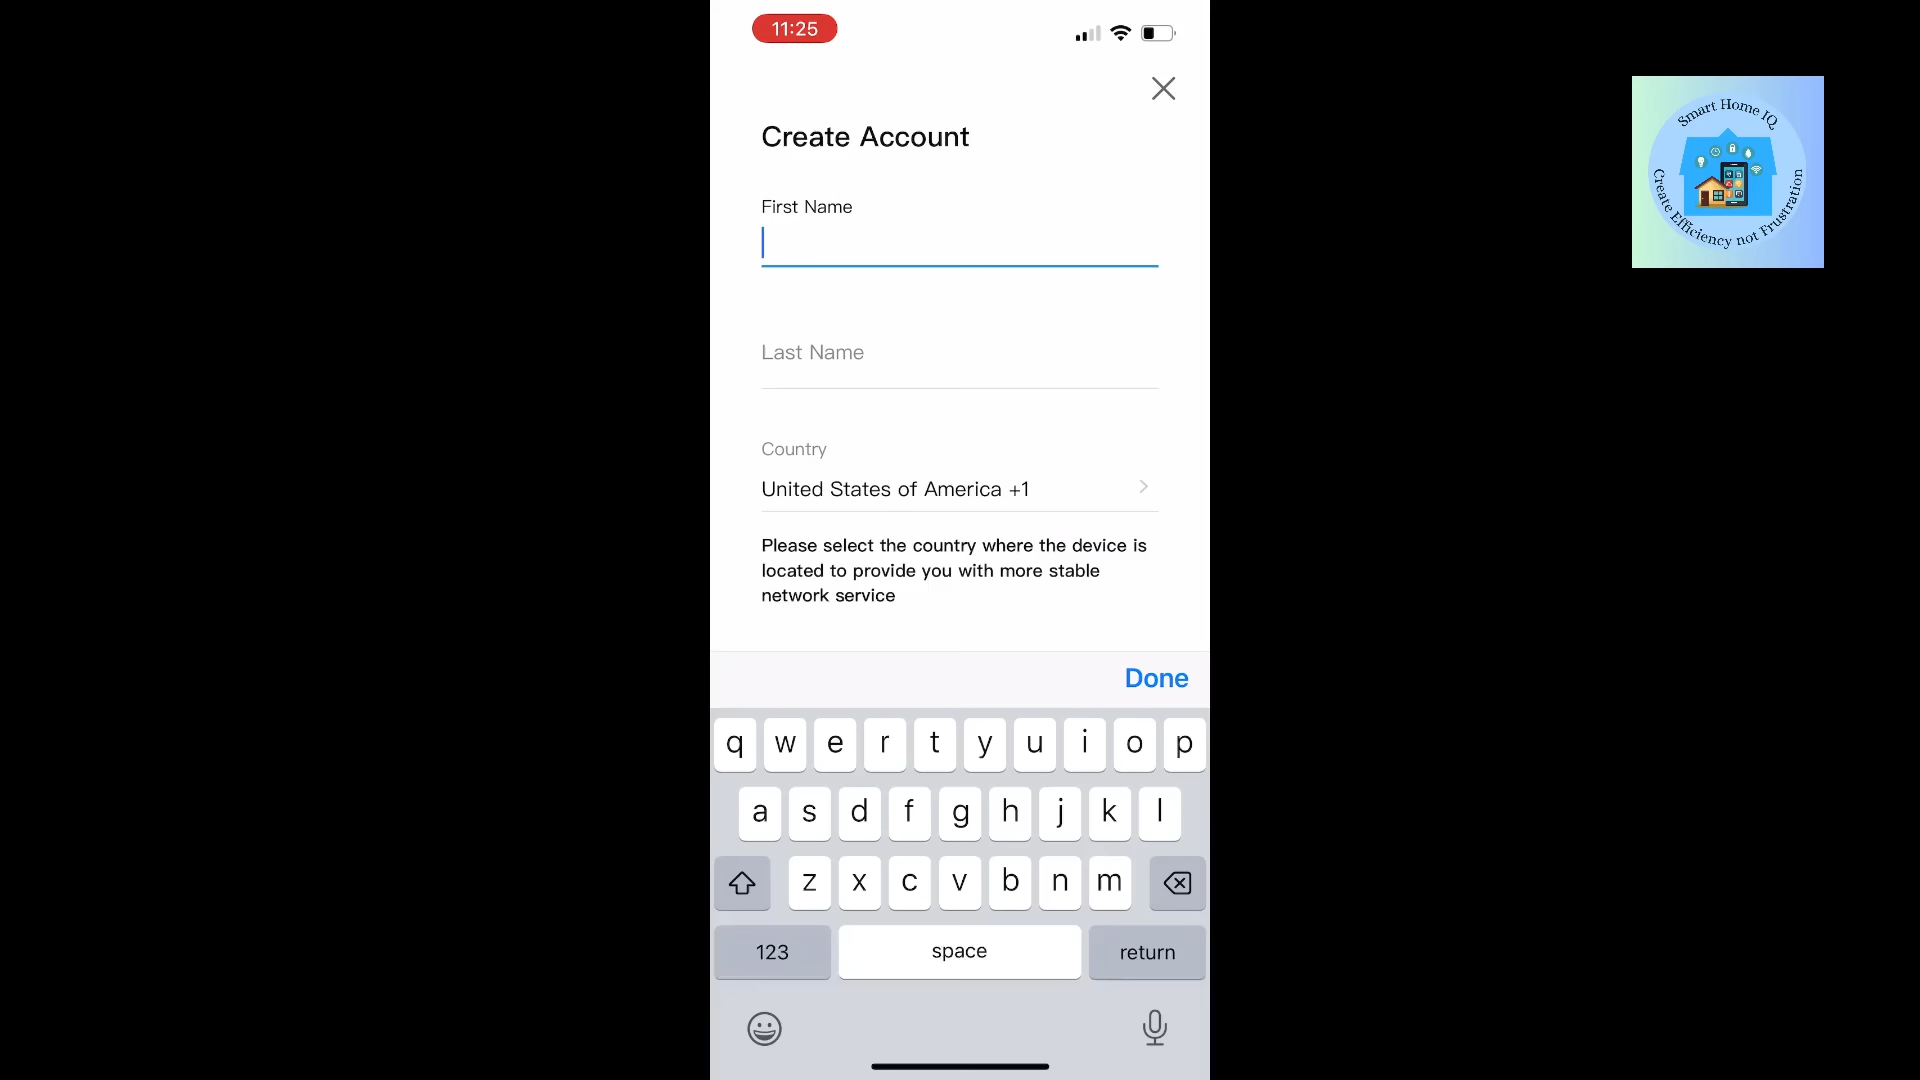 11:25
Create Account
First Name
Last Name
Country
United States of America +1
Please select the country where the device is
located to provide you with more stable
network service
Done
q w e r t y u i o p
a s d f g h j k l
z x c v b n m
123 space return
Smart Home IQ
Create Efficiency not Frustration